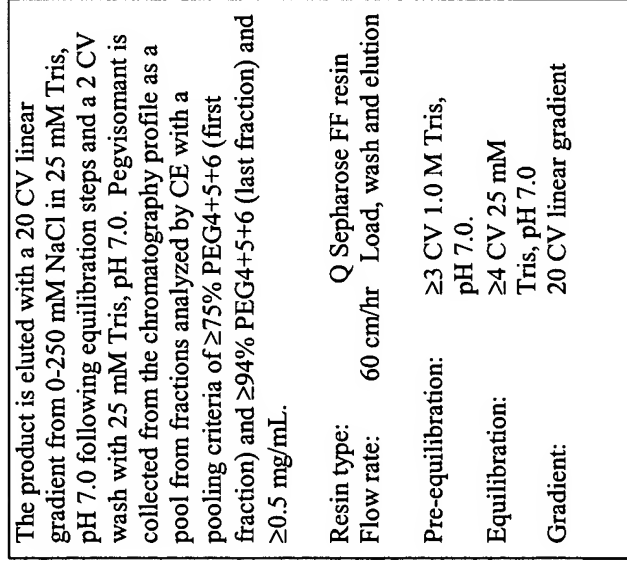 The product is eluted with a 20 CV linear
gradient from 0-250 mM NaCl in 25 mM Tris,
pH 7.0 following equilibration steps and a 2 CV
wash with 25 mM Tris, pH 7.0. Pegvisomant is
collected from the chromatography profile as a
pool from fractions analyzed by CE with a
pooling criteria of ≥75% PEG4+5+6 (first
fraction) and ≥94% PEG4+5+6 (last fraction) and
≥0.5 mg/mL.
Resin type: Q Sepharose FF resin
Flow rate: 60 cm/hr Load, wash and elution
Pre-equilibration: ≥3 CV 1.0 M Tris,
pH 7.0.
Equilibration: ≥4 CV 25 mM
Tris, pH 7.0
Gradient: 20 CV linear gradient